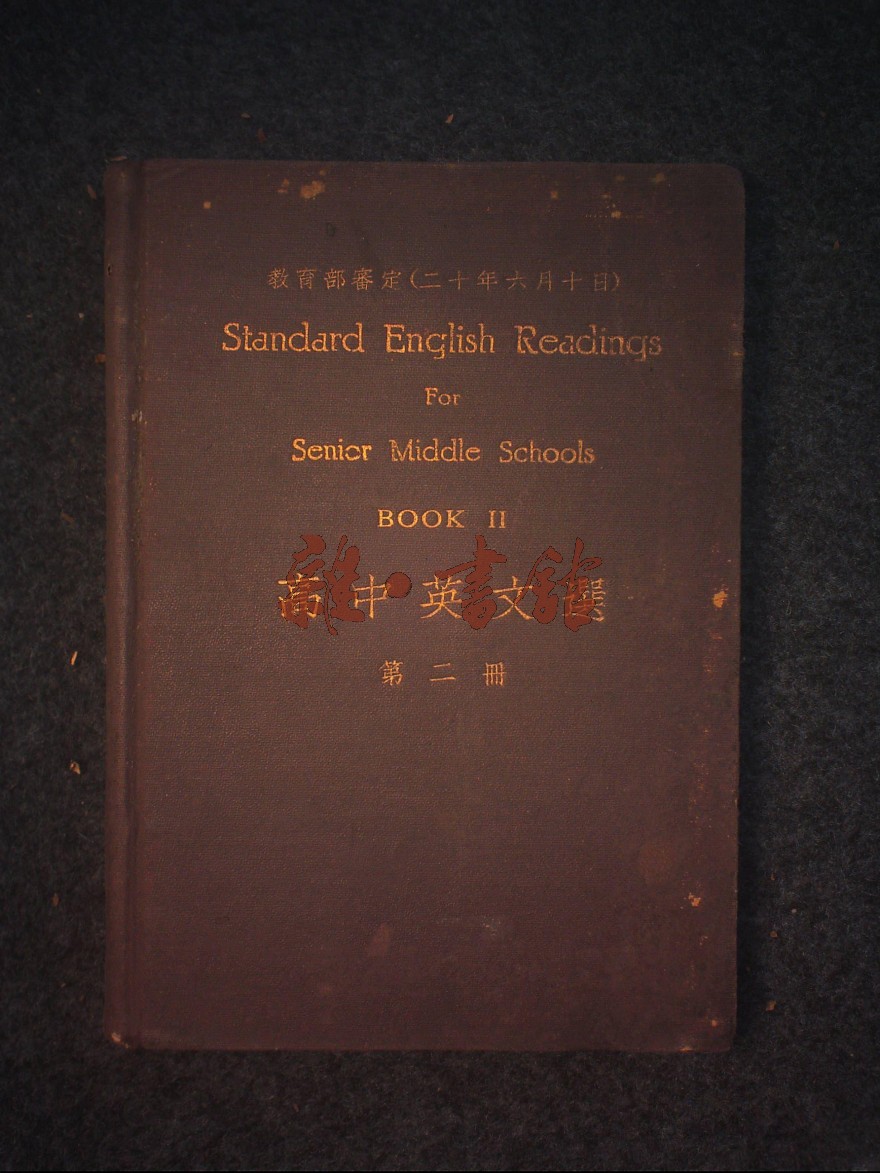 教育部審定(二十年六月十日)
Standard English Readings
For
Senior Middle Schools
BOOK II
高中英文選
第二冊